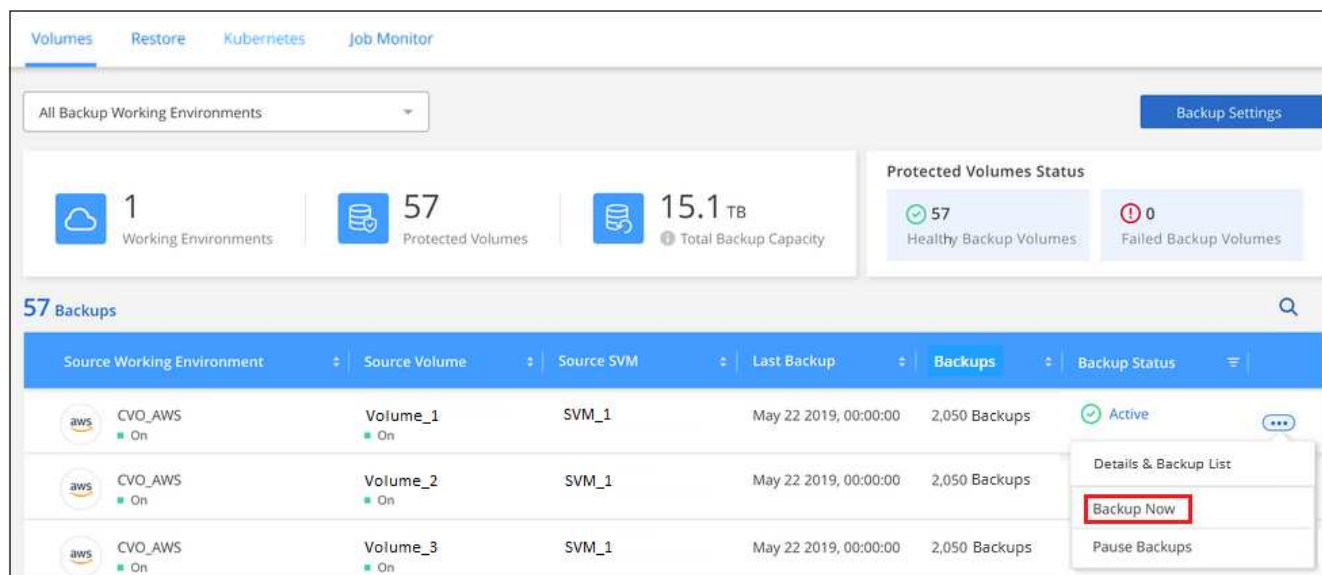 Volumes Restore Kubernetes Job Monitor
All Backup Working Environments
Backup Settings
1
Working Environments
57
Protected Volumes
15.1 TB
Total Backup Capacity
Protected Volumes Status
57
Healthy Backup Volumes
0
Failed Backup Volumes
57 Backups
Source Working Environment Source Volume Source SVM Last Backup Backups Backup Status
aws CVO_AWS Volume_1 SVM_1 May 22 2019, 00:00:00 2,050 Backups Active
On On
Details & Backup List
aws CVO_AWS Volume_2 SVM_1 May 22 2019, 00:00:00 2,050 Backups
On On
Backup Now
Pause Backups
aws CVO_AWS Volume_3 SVM_1 May 22 2019, 00:00:00 2,050 Backups
On On